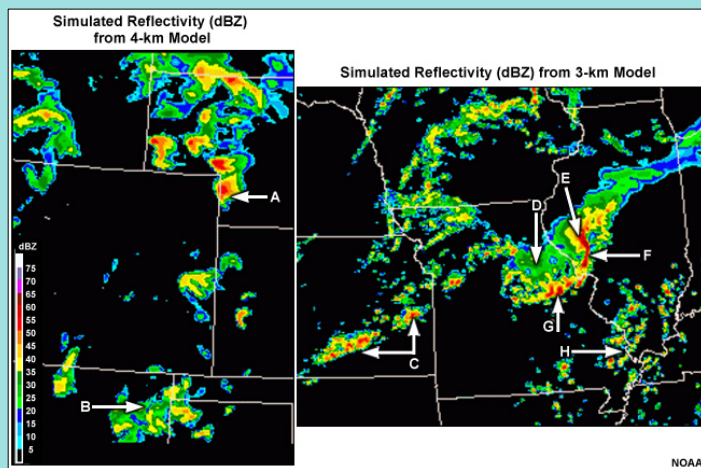 Simulated Reflectivity (dBZ)
from 4-km Model
A
B
dBZ
75
70
65
60
55
50
45
40
35
30
25
20
15
10
5
Simulated Reflectivity (dBZ) from 3-km Model
E
D
F
G
C
H
NOAA